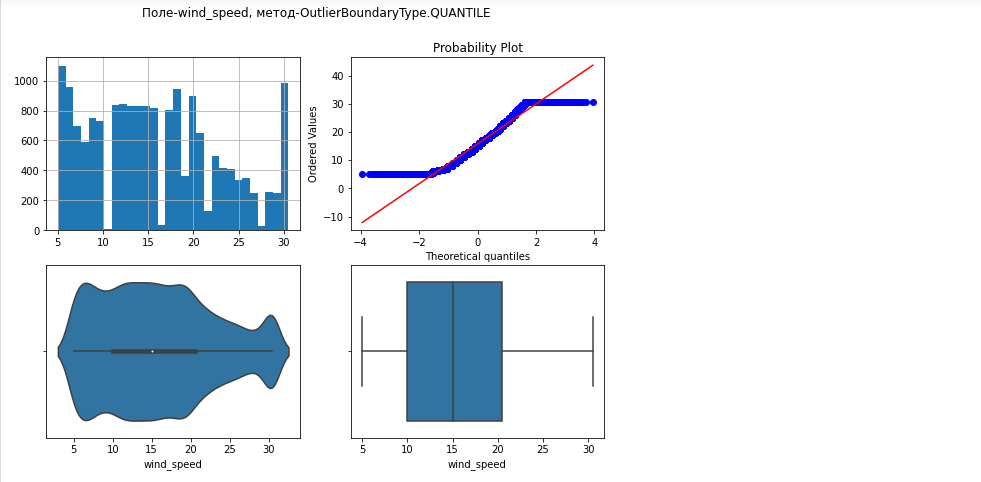 Поле-wind_speed, метод-OutlierBoundaryType.QUANTILE
1000
800
600
400
200
0
5 10 15 20 25 30
Probability Plot
Ordered Values
40
30
20
10
0
−10
−4 −2 0 2 4
Theoretical quantiles
5 10 15 20 25 30
wind_speed
5 10 15 20 25 30
wind_speed